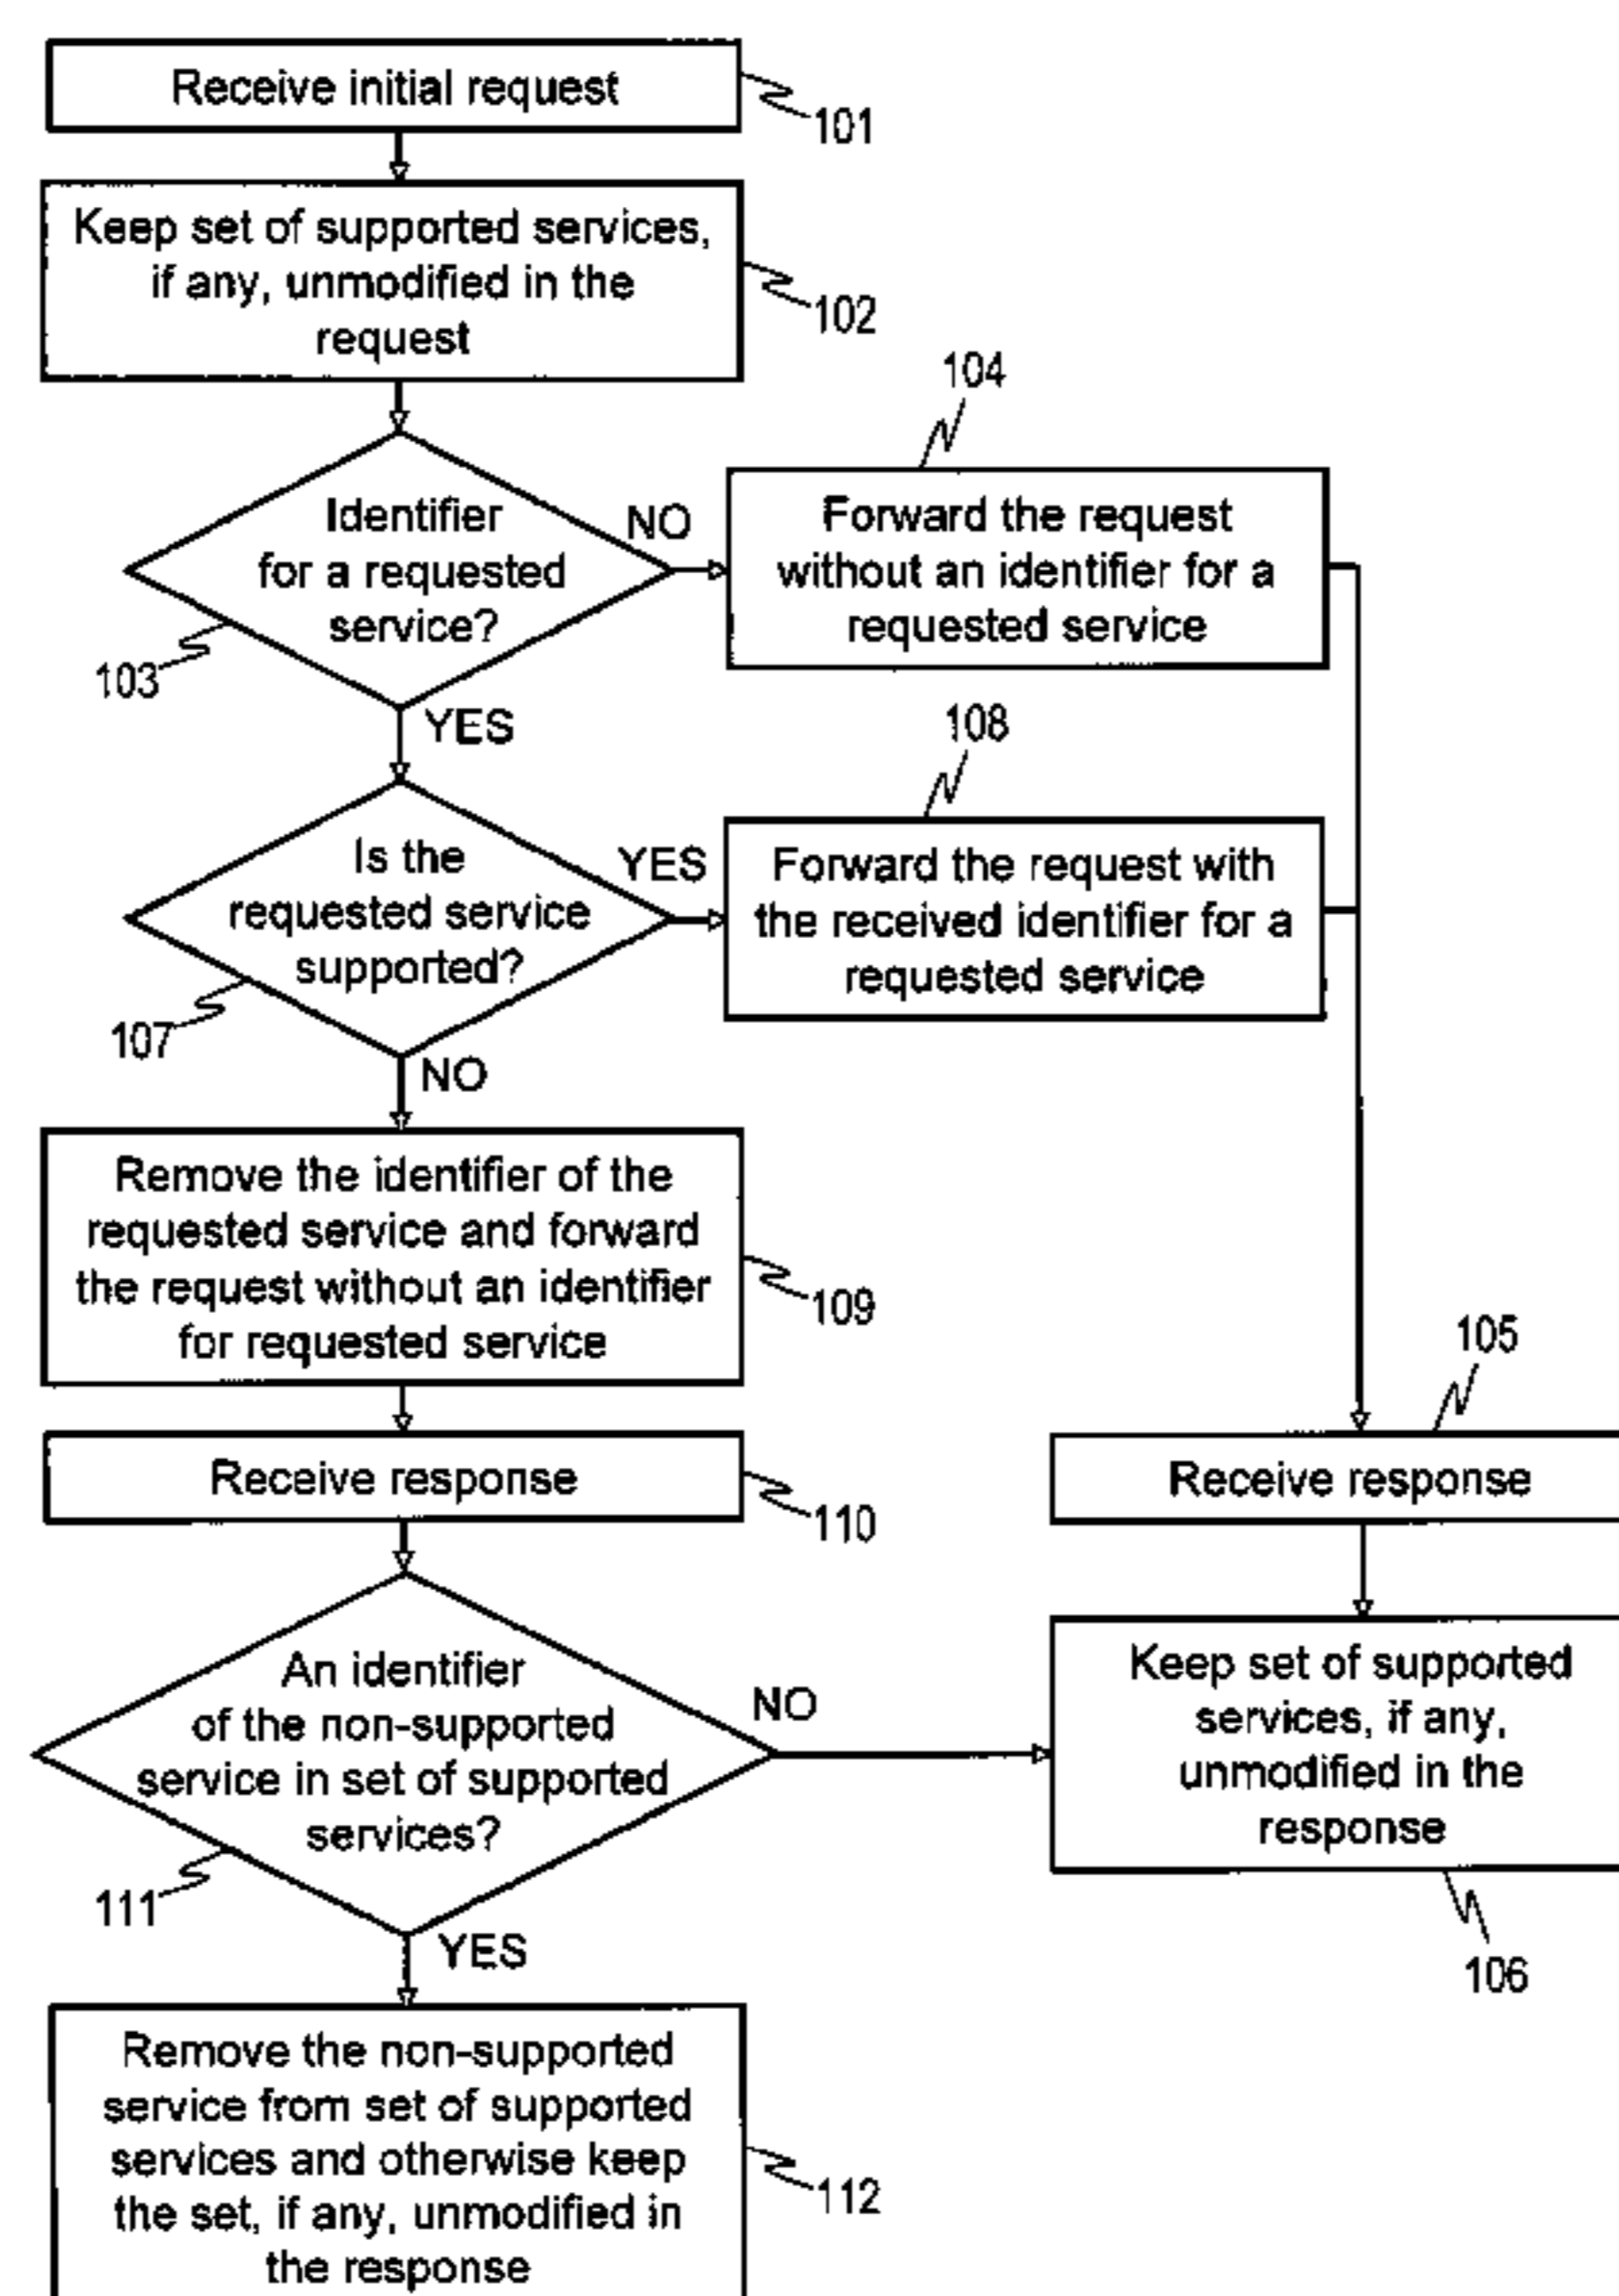 Receive initial request
101
Keep set of supported services,
if any, unmodified in the
request
102
Identifier
for a requested
service?
103
NO
YES
104
Forward the request
without an identifier for a
requested service
Is the
requested service
supported?
107
YES
NO
108
Forward the request with
the received identifier for a
requested service
Remove the identifier of the
requested service and forward
the request without an identifier
for requested service
109
Receive response
110
105
Receive response
An identifier
of the non-supported
service in set of supported
services?
111
NO
YES
Keep set of supported
services, if any,
unmodified in the
response
106
Remove the non-supported
service from set of supported
services and otherwise keep
the set, if any, unmodified in
the response
112